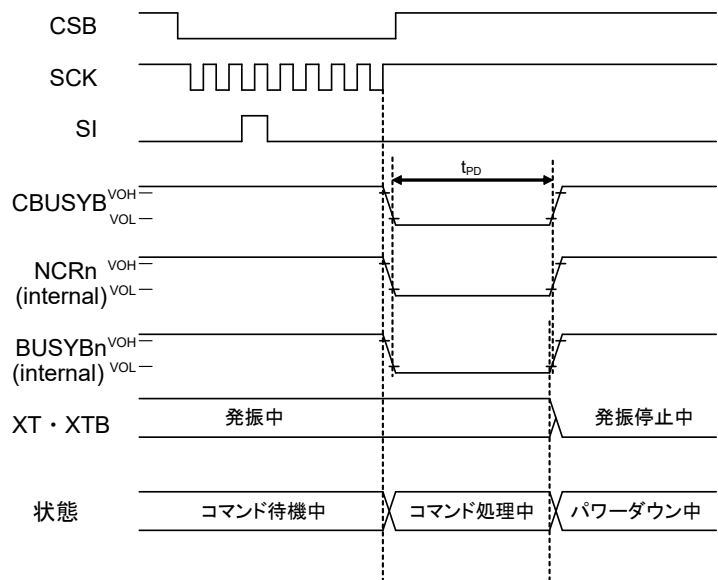 CSB
SCK
SI
t_PD
CBUSYB VOH
VOL
NCRn VOH
(internal) VOL
BUSYBn VOH
(internal) VOL
XT・XTB 発振中 発振停止中
状態 コマンド待機中 コマンド処理中 パワーダウン中